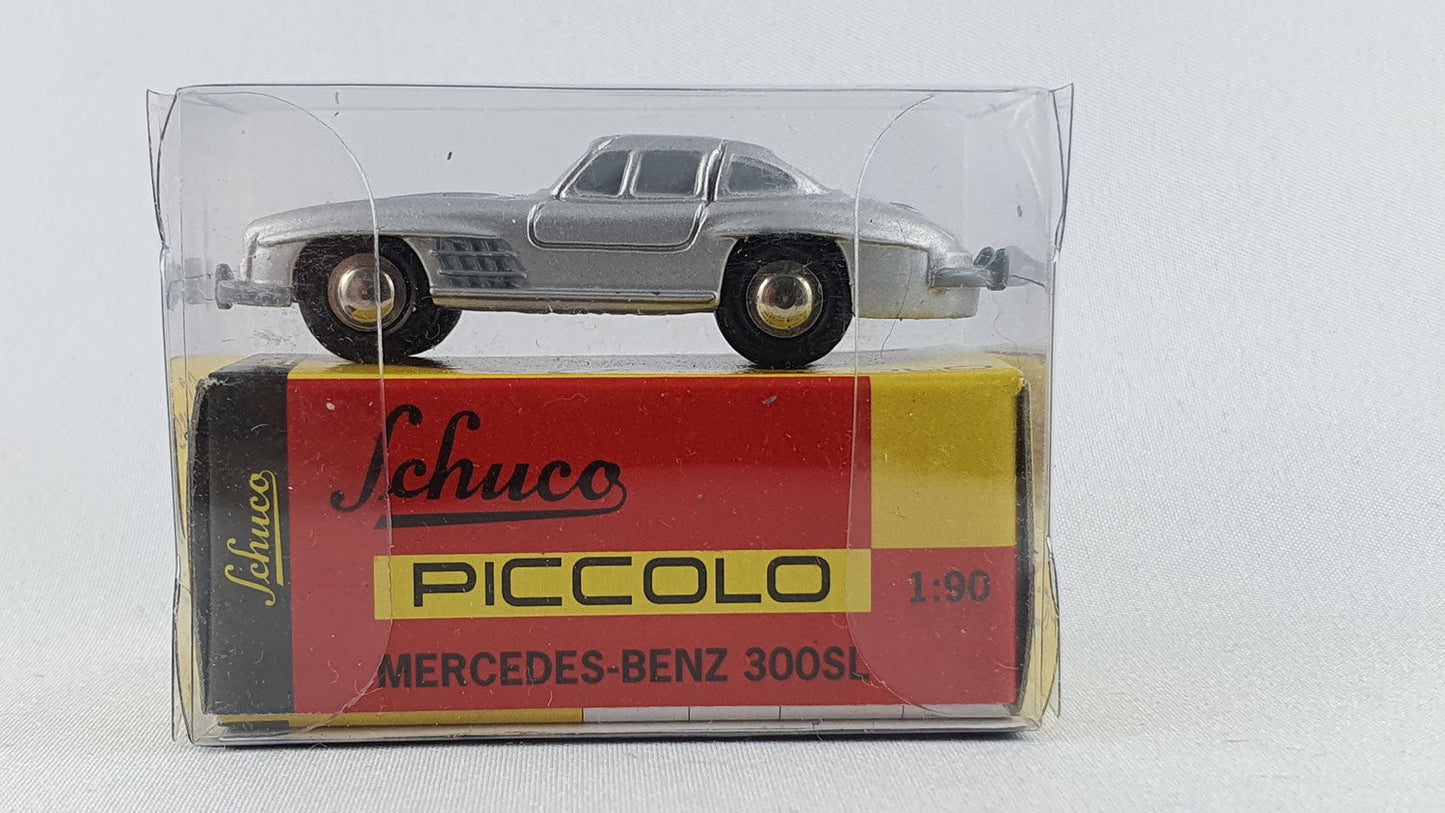 Schuco
Schuco
PICCOLO
1:90
MERCEDES-BENZ 300SL